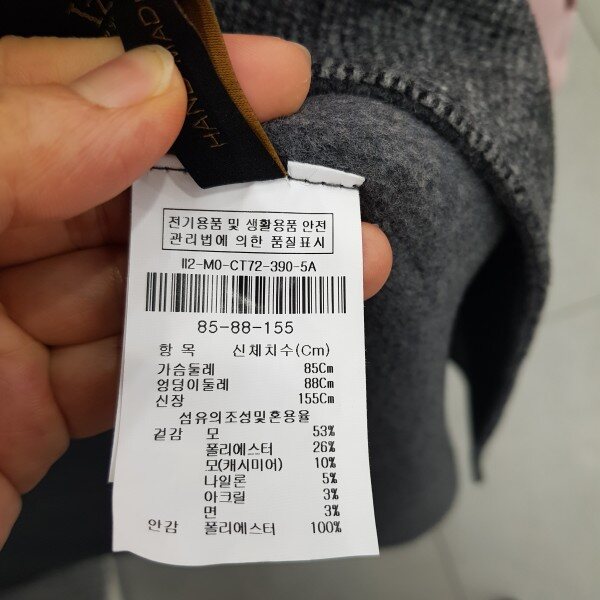 HAND MADE
전기용품 및 생활용품 안전
관리법에 의한 품질표시
II2-MO-CT72-390-5A
85-88-155
항 목 신체치수(Cm)
가슴둘레 85Cm
엉덩이둘레 88Cm
신장 155Cm
섬유의조성및혼용율
겉감 모 53%
폴리에스터 26%
모(캐시미어) 10%
나일론 5%
아크릴 3%
면 3%
안감 폴리에스터 100%